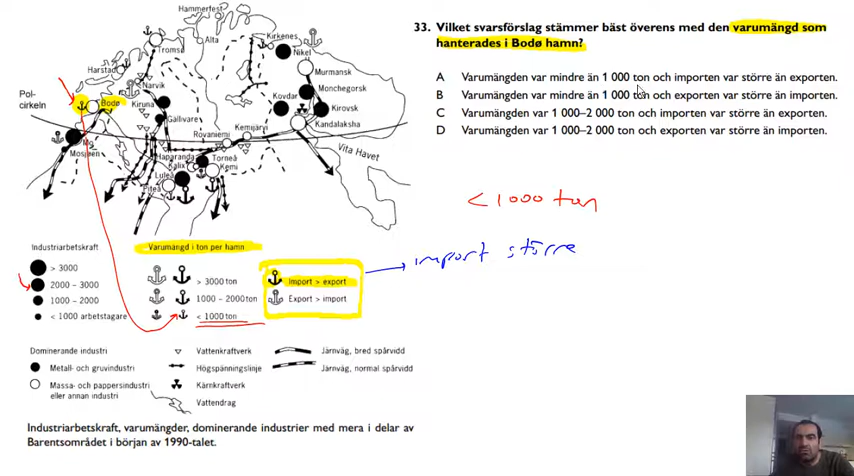 Hammerfest
Tromsø
Alta
Kirkenes
Nikel
Harstad
Murmansk
Narvik
Monchegorsk
Pol-
cirkeln
Bodø
Kiruna
Kovdar
Kirovsk
Gällivare
Kandalaksha
Rovaniemi
Kemijärvi
Mo
Mosjøen
Haparanda
Torneå
Vita Havet
Kalix
Kemi
Luleå
Piteå
Industriarbetskraft
> 3000
2000 – 3000
1000 – 2000
< 1000 arbetstagare
Varumängd i ton per hamn
> 3000 ton
1000 – 2000 ton
< 1000 ton
Import > export
Export > import
Dominerande industri
Metall- och gruvindustri
Massa- och pappersindustri
eller annan industri
Vattenkraftverk
Högspänningslinje
Kärnkraftverk
Vattendrag
Järnväg, bred spårvidd
Järnväg, normal spårvidd
Industriarbetskraft, varumängder, dominerande industrier med mera i delar av
Barentsområdet i början av 1990-talet.
33. Vilket svarsförslag stämmer bäst överens med den varumängd som
hanterades i Bodø hamn?
A Varumängden var mindre än 1 000 ton och importen var större än exporten.
B Varumängden var mindre än 1 000 ton och exporten var större än importen.
C Varumängden var 1 000–2 000 ton och importen var större än exporten.
D Varumängden var 1 000–2 000 ton och exporten var större än importen.
< 1000 ton
import större